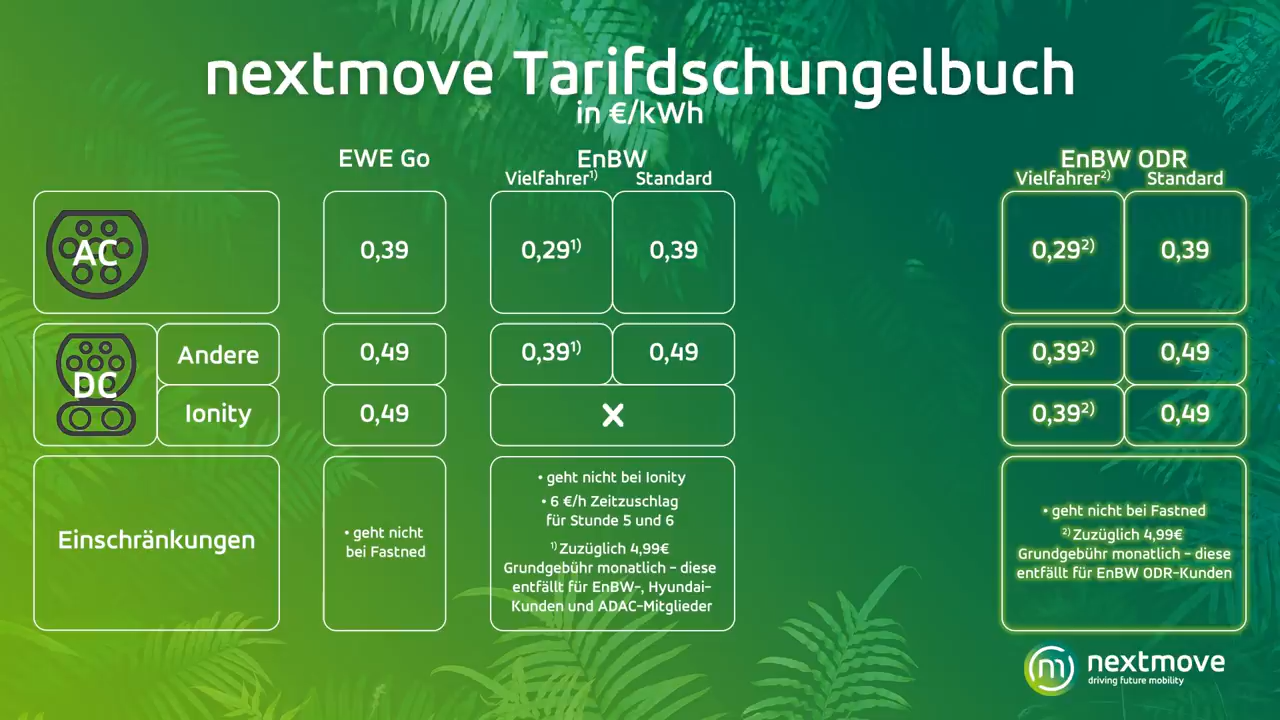 nextmove Tarifdschungelbuch
in €/kWh
EWE Go
EnBW
EnBW ODR
Vielfahrer¹⁾ Standard
Vielfahrer²⁾ Standard
AC
0,39
0,29¹⁾
0,39
0,29²⁾
0,39
DC
Andere
0,49
0,39¹⁾
0,49
0,39²⁾
0,49
Ionity
0,49
X
0,39²⁾
0,49
Einschränkungen
• geht nicht
bei Fastned
• geht nicht bei Ionity
• 6 €/h Zeitzuschlag
für Stunde 5 und 6
¹⁾ Zuzüglich 4,99€
Grundgebühr monatlich – diese
entfällt für EnBW-, Hyundai-
Kunden und ADAC-Mitglieder
• geht nicht bei Fastned
²⁾ Zuzüglich 4,99€
Grundgebühr monatlich – diese
entfällt für EnBW ODR-Kunden
nextmove
driving future mobility